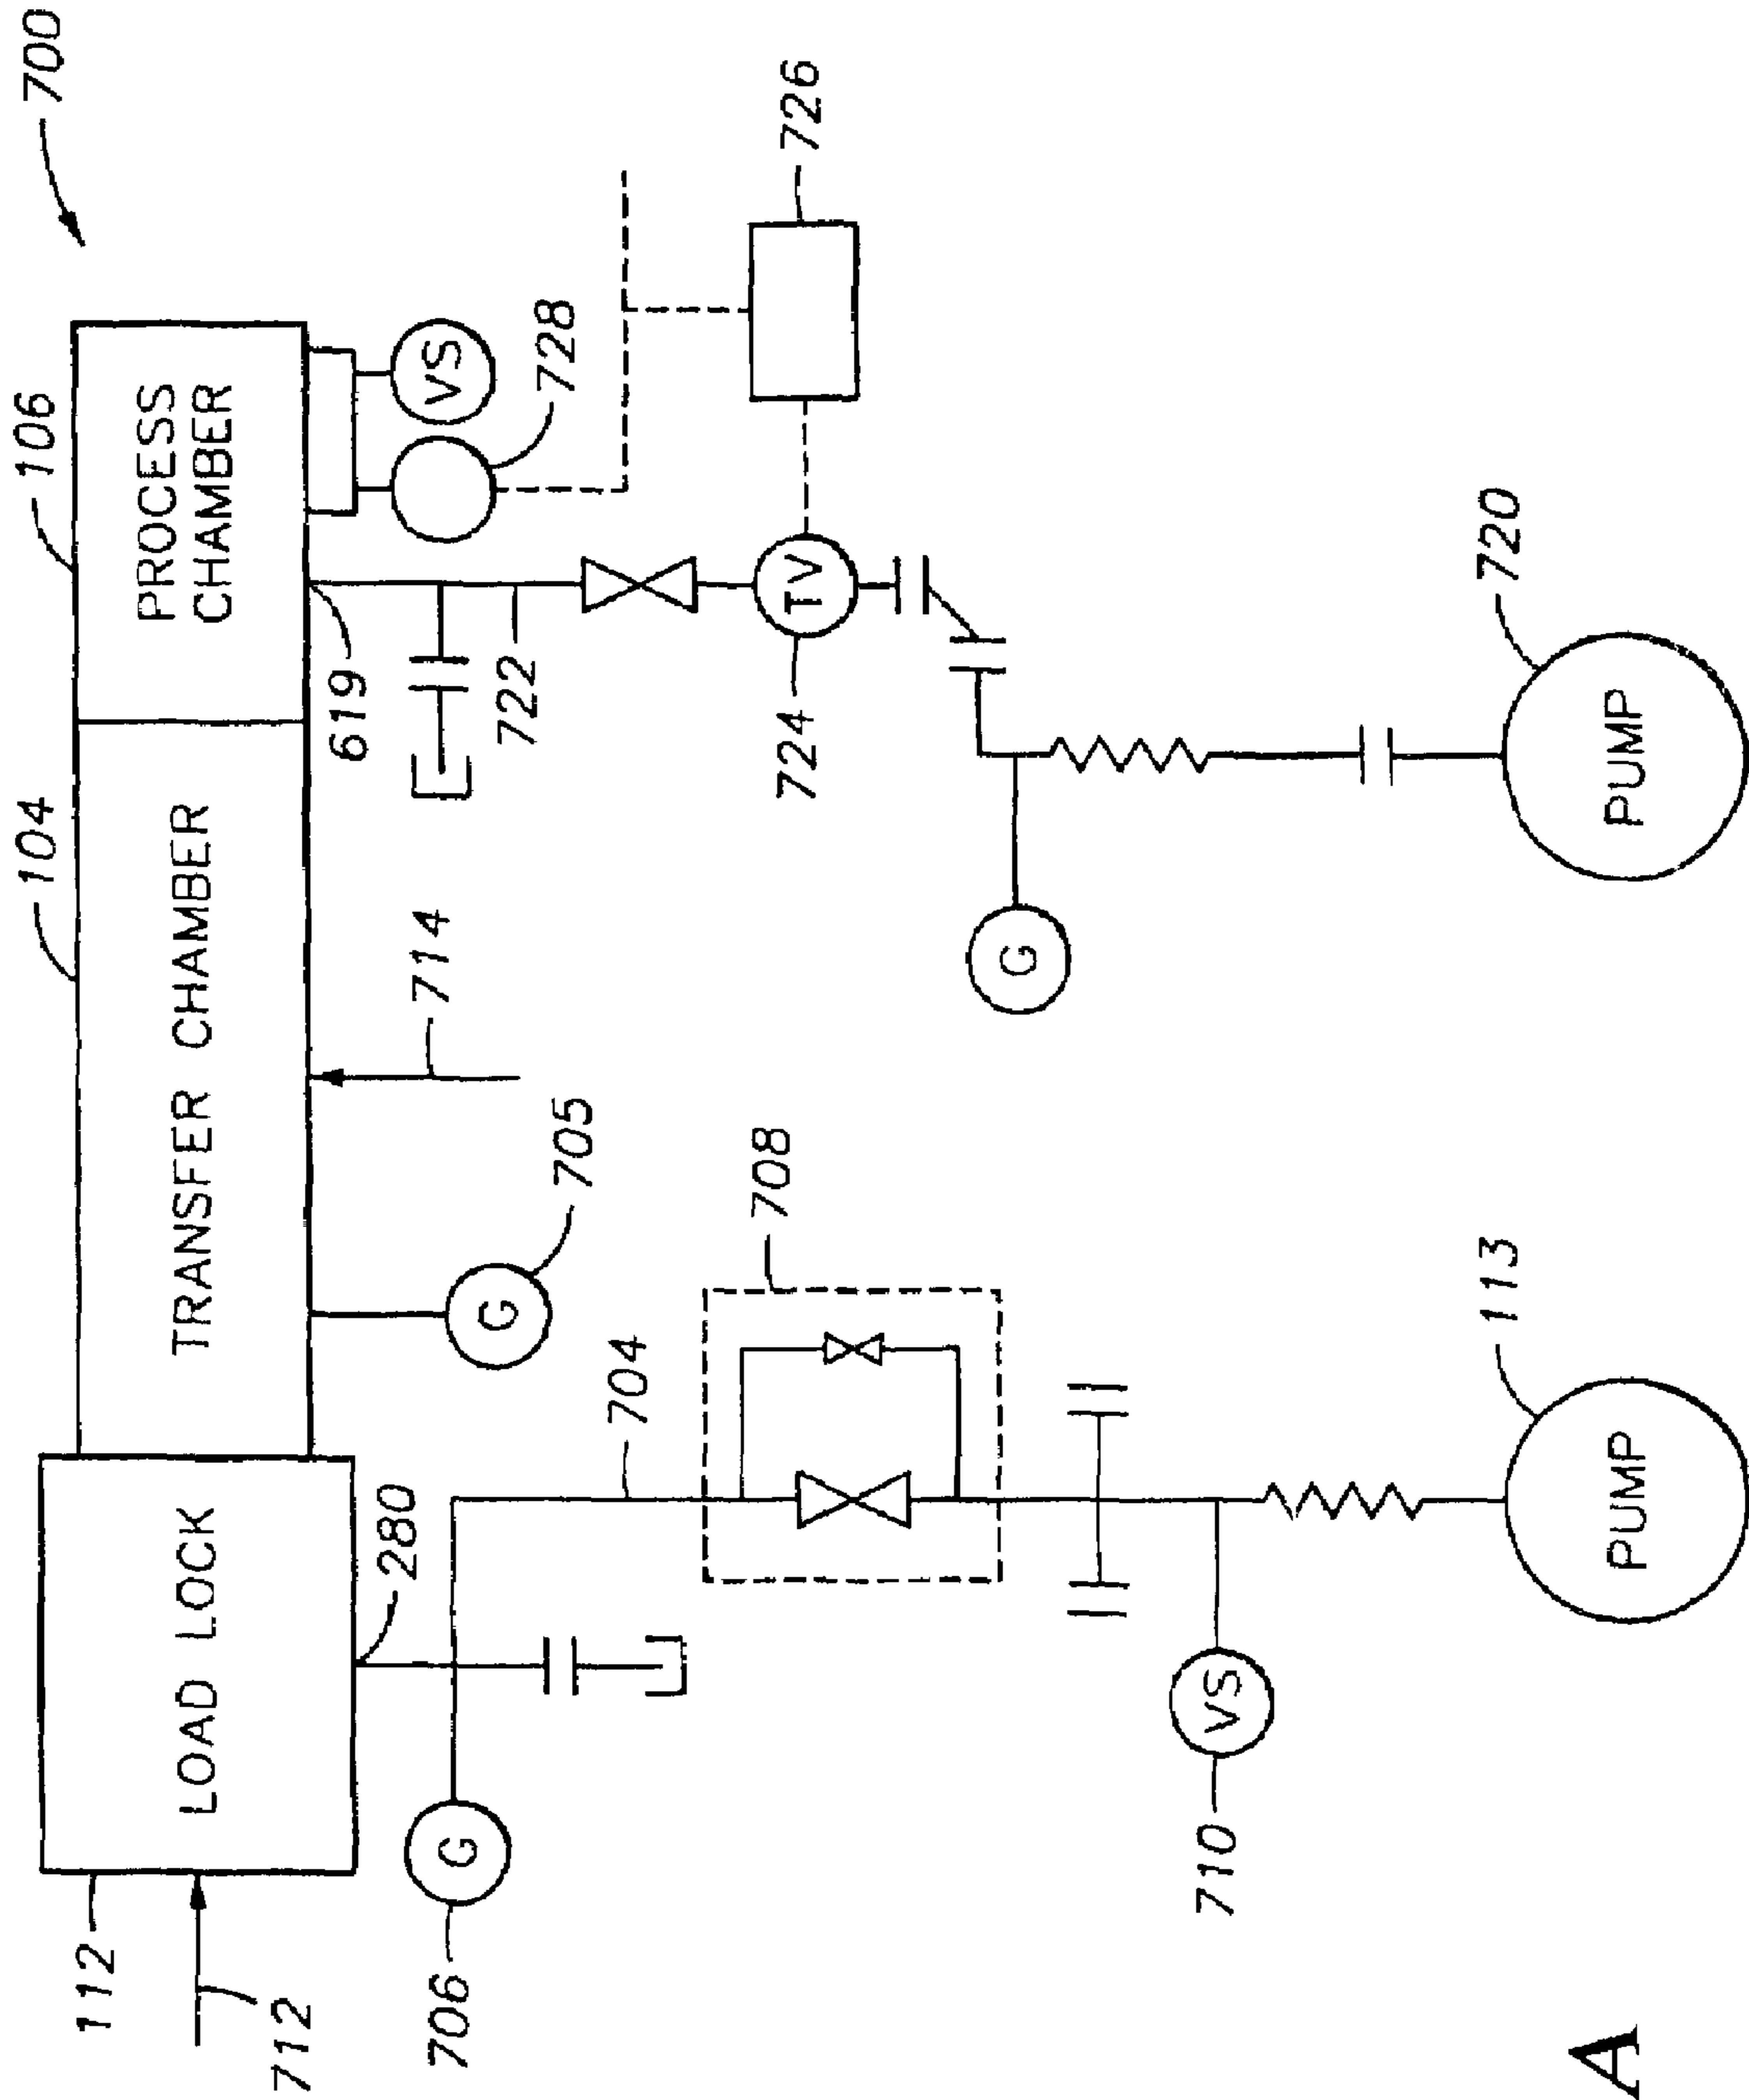 700
104
106
PROCESS
CHAMBER
TRANSFER CHAMBER
LOAD LOCK
112
712
280
619
VS
728
726
722
714
G
705
706
G
704
708
724
TV
G
VS
710
113
PUMP
720
PUMP
A